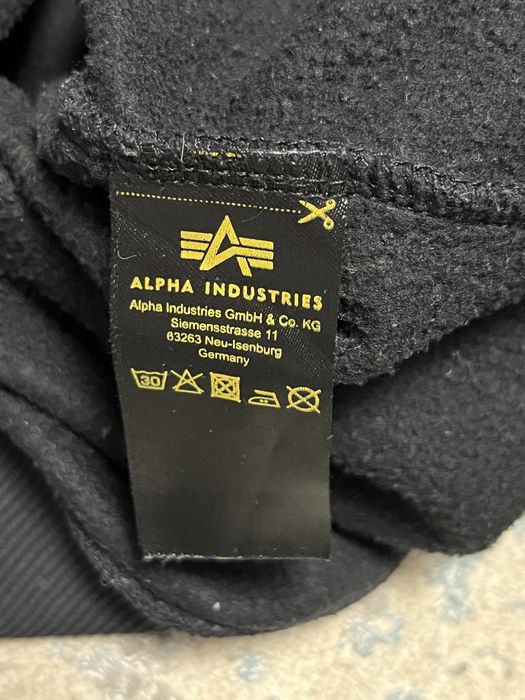 ALPHA INDUSTRIES
Alpha Industries GmbH & Co. KG
Siemensstrasse 11
63263 Neu-Isenburg
Germany
30